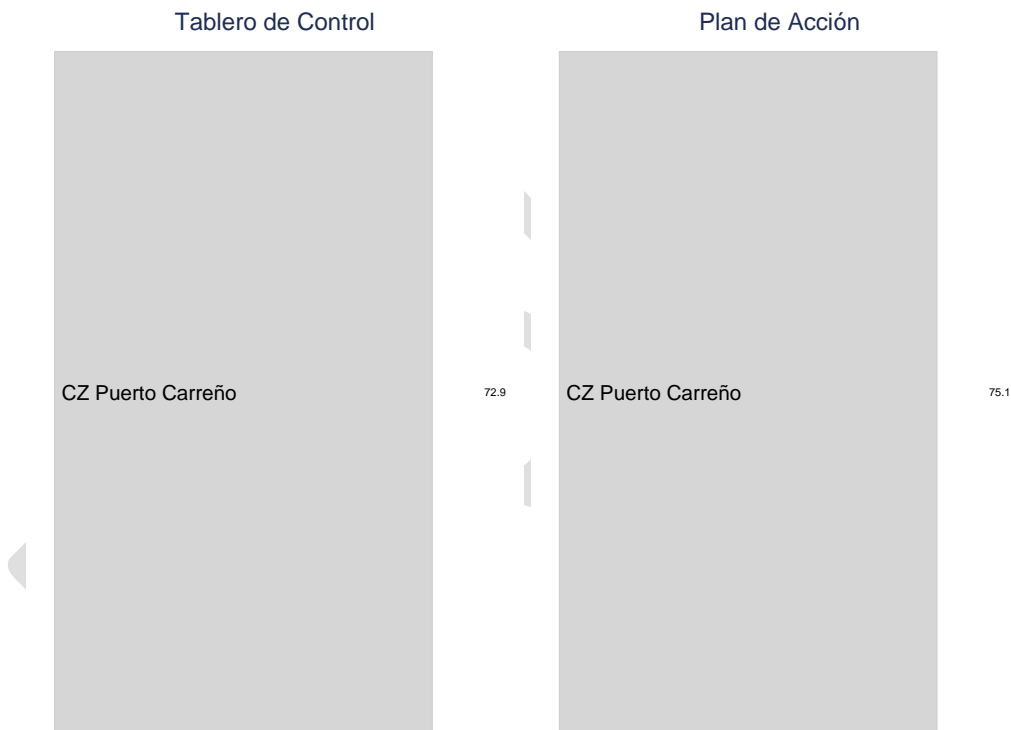 Tablero de Control
CZ Puerto Carreño 72.9
Plan de Acción
CZ Puerto Carreño 75.1